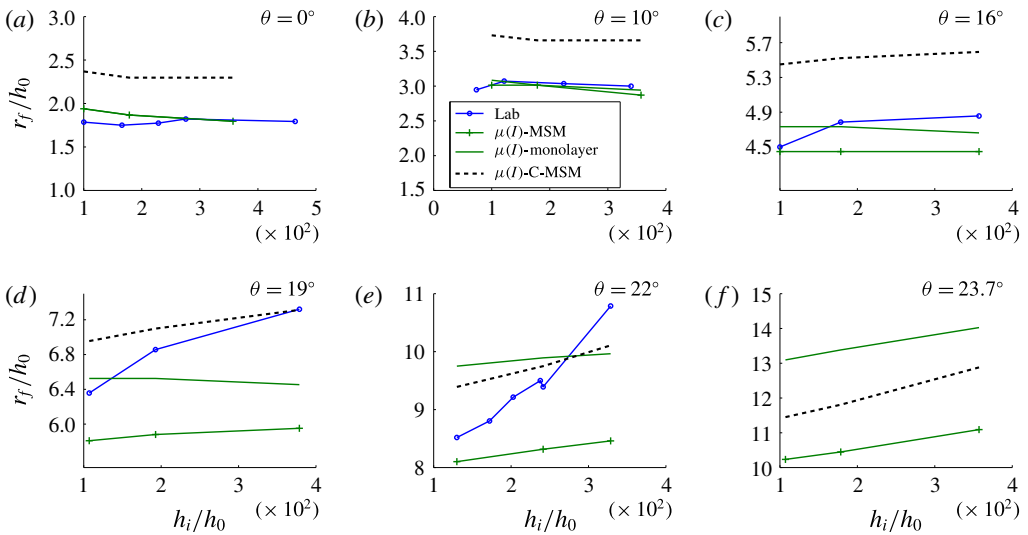 (a) θ = 0°
3.0
2.6
2.2
1.8
1.4
1.0
r_f/h_0
1 2 3 4 5
(× 10²)
(b) θ = 10°
4.0
3.5
3.0
2.5
2.0
1.5
0 1 2 3 4
(× 10²)
Lab
μ(I)-MSM
μ(I)-monolayer
μ(I)-C-MSM
(c) θ = 16°
5.7
5.3
4.9
4.5
1 2 3 4
(× 10²)
(d) θ = 19°
7.2
6.8
6.4
6.0
r_f/h_0
1 2 3 4
(× 10²)
h_i/h_0
(e) θ = 22°
11
10
9
8
1 2 3 4
(× 10²)
h_i/h_0
(f) θ = 23.7°
15
14
13
12
11
10
1 2 3 4
(× 10²)
h_i/h_0